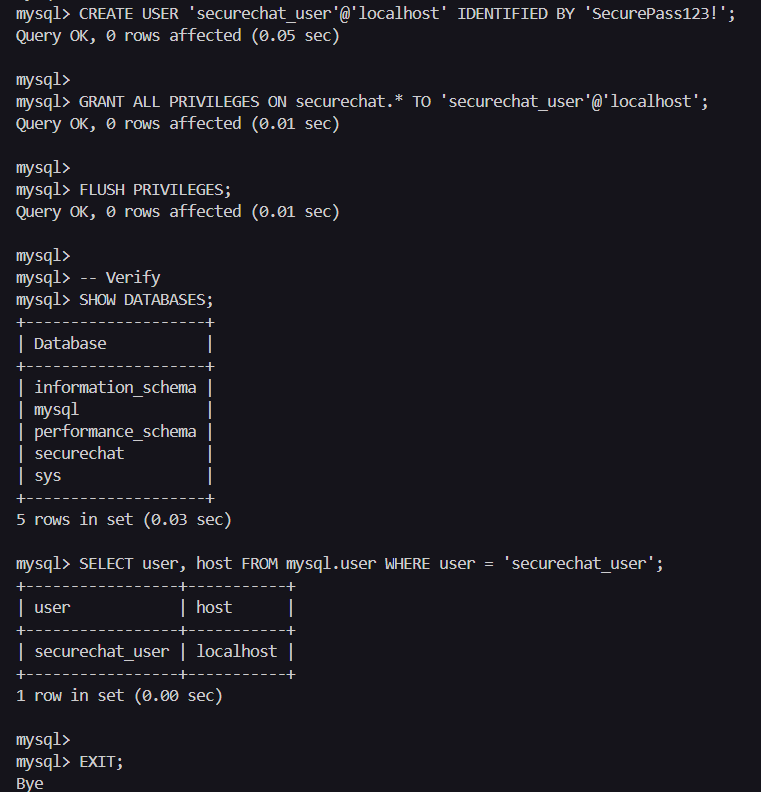 mysql> CREATE USER 'securechat_user'@'localhost' IDENTIFIED BY 'SecurePass123!';
Query OK, 0 rows affected (0.05 sec)

mysql>
mysql> GRANT ALL PRIVILEGES ON securechat.* TO 'securechat_user'@'localhost';
Query OK, 0 rows affected (0.01 sec)

mysql>
mysql> FLUSH PRIVILEGES;
Query OK, 0 rows affected (0.01 sec)

mysql>
mysql> -- Verify
mysql> SHOW DATABASES;
+--------------------+
| Database           |
+--------------------+
| information_schema |
| mysql              |
| performance_schema |
| securechat         |
| sys                |
+--------------------+
5 rows in set (0.03 sec)

mysql> SELECT user, host FROM mysql.user WHERE user = 'securechat_user';
+-----------------+-----------+
| user            | host      |
+-----------------+-----------+
| securechat_user | localhost |
+-----------------+-----------+
1 row in set (0.00 sec)

mysql>
mysql> EXIT;
Bye